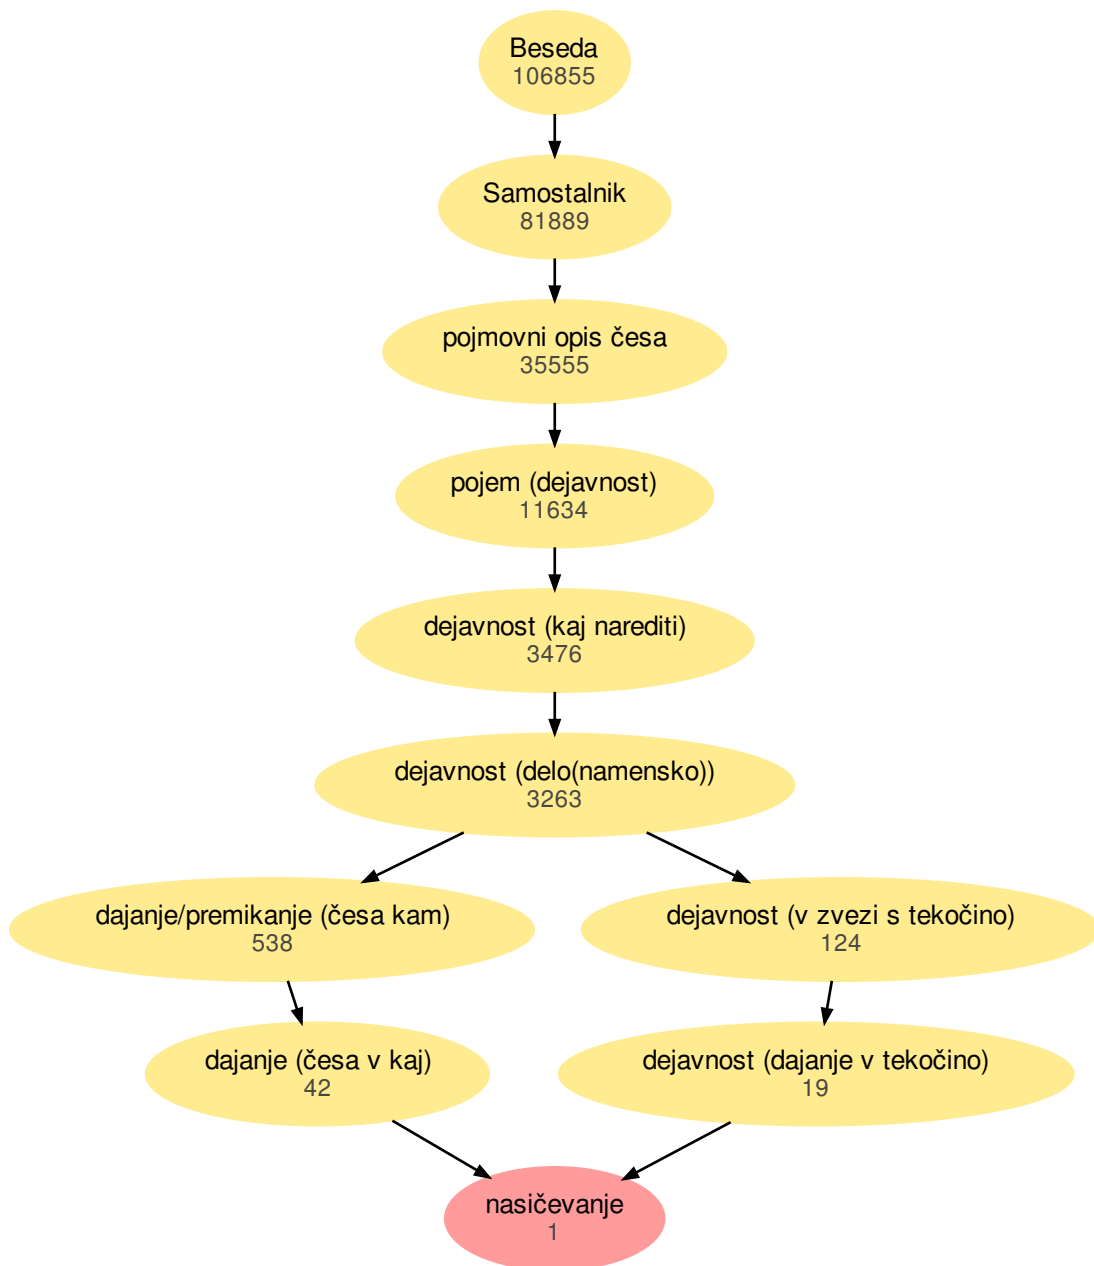 Beseda
106855
Samostalnik
81889
pojmovni opis česa
35555
pojem (dejavnost)
11634
dejavnost (kaj narediti)
3476
dejavnost (delo(namensko))
3263
dajanje/premikanje (česa kam)
538
dejavnost (v zvezi s tekočino)
124
dajanje (česa v kaj)
42
dejavnost (dajanje v tekočino)
19
nasičevanje
1